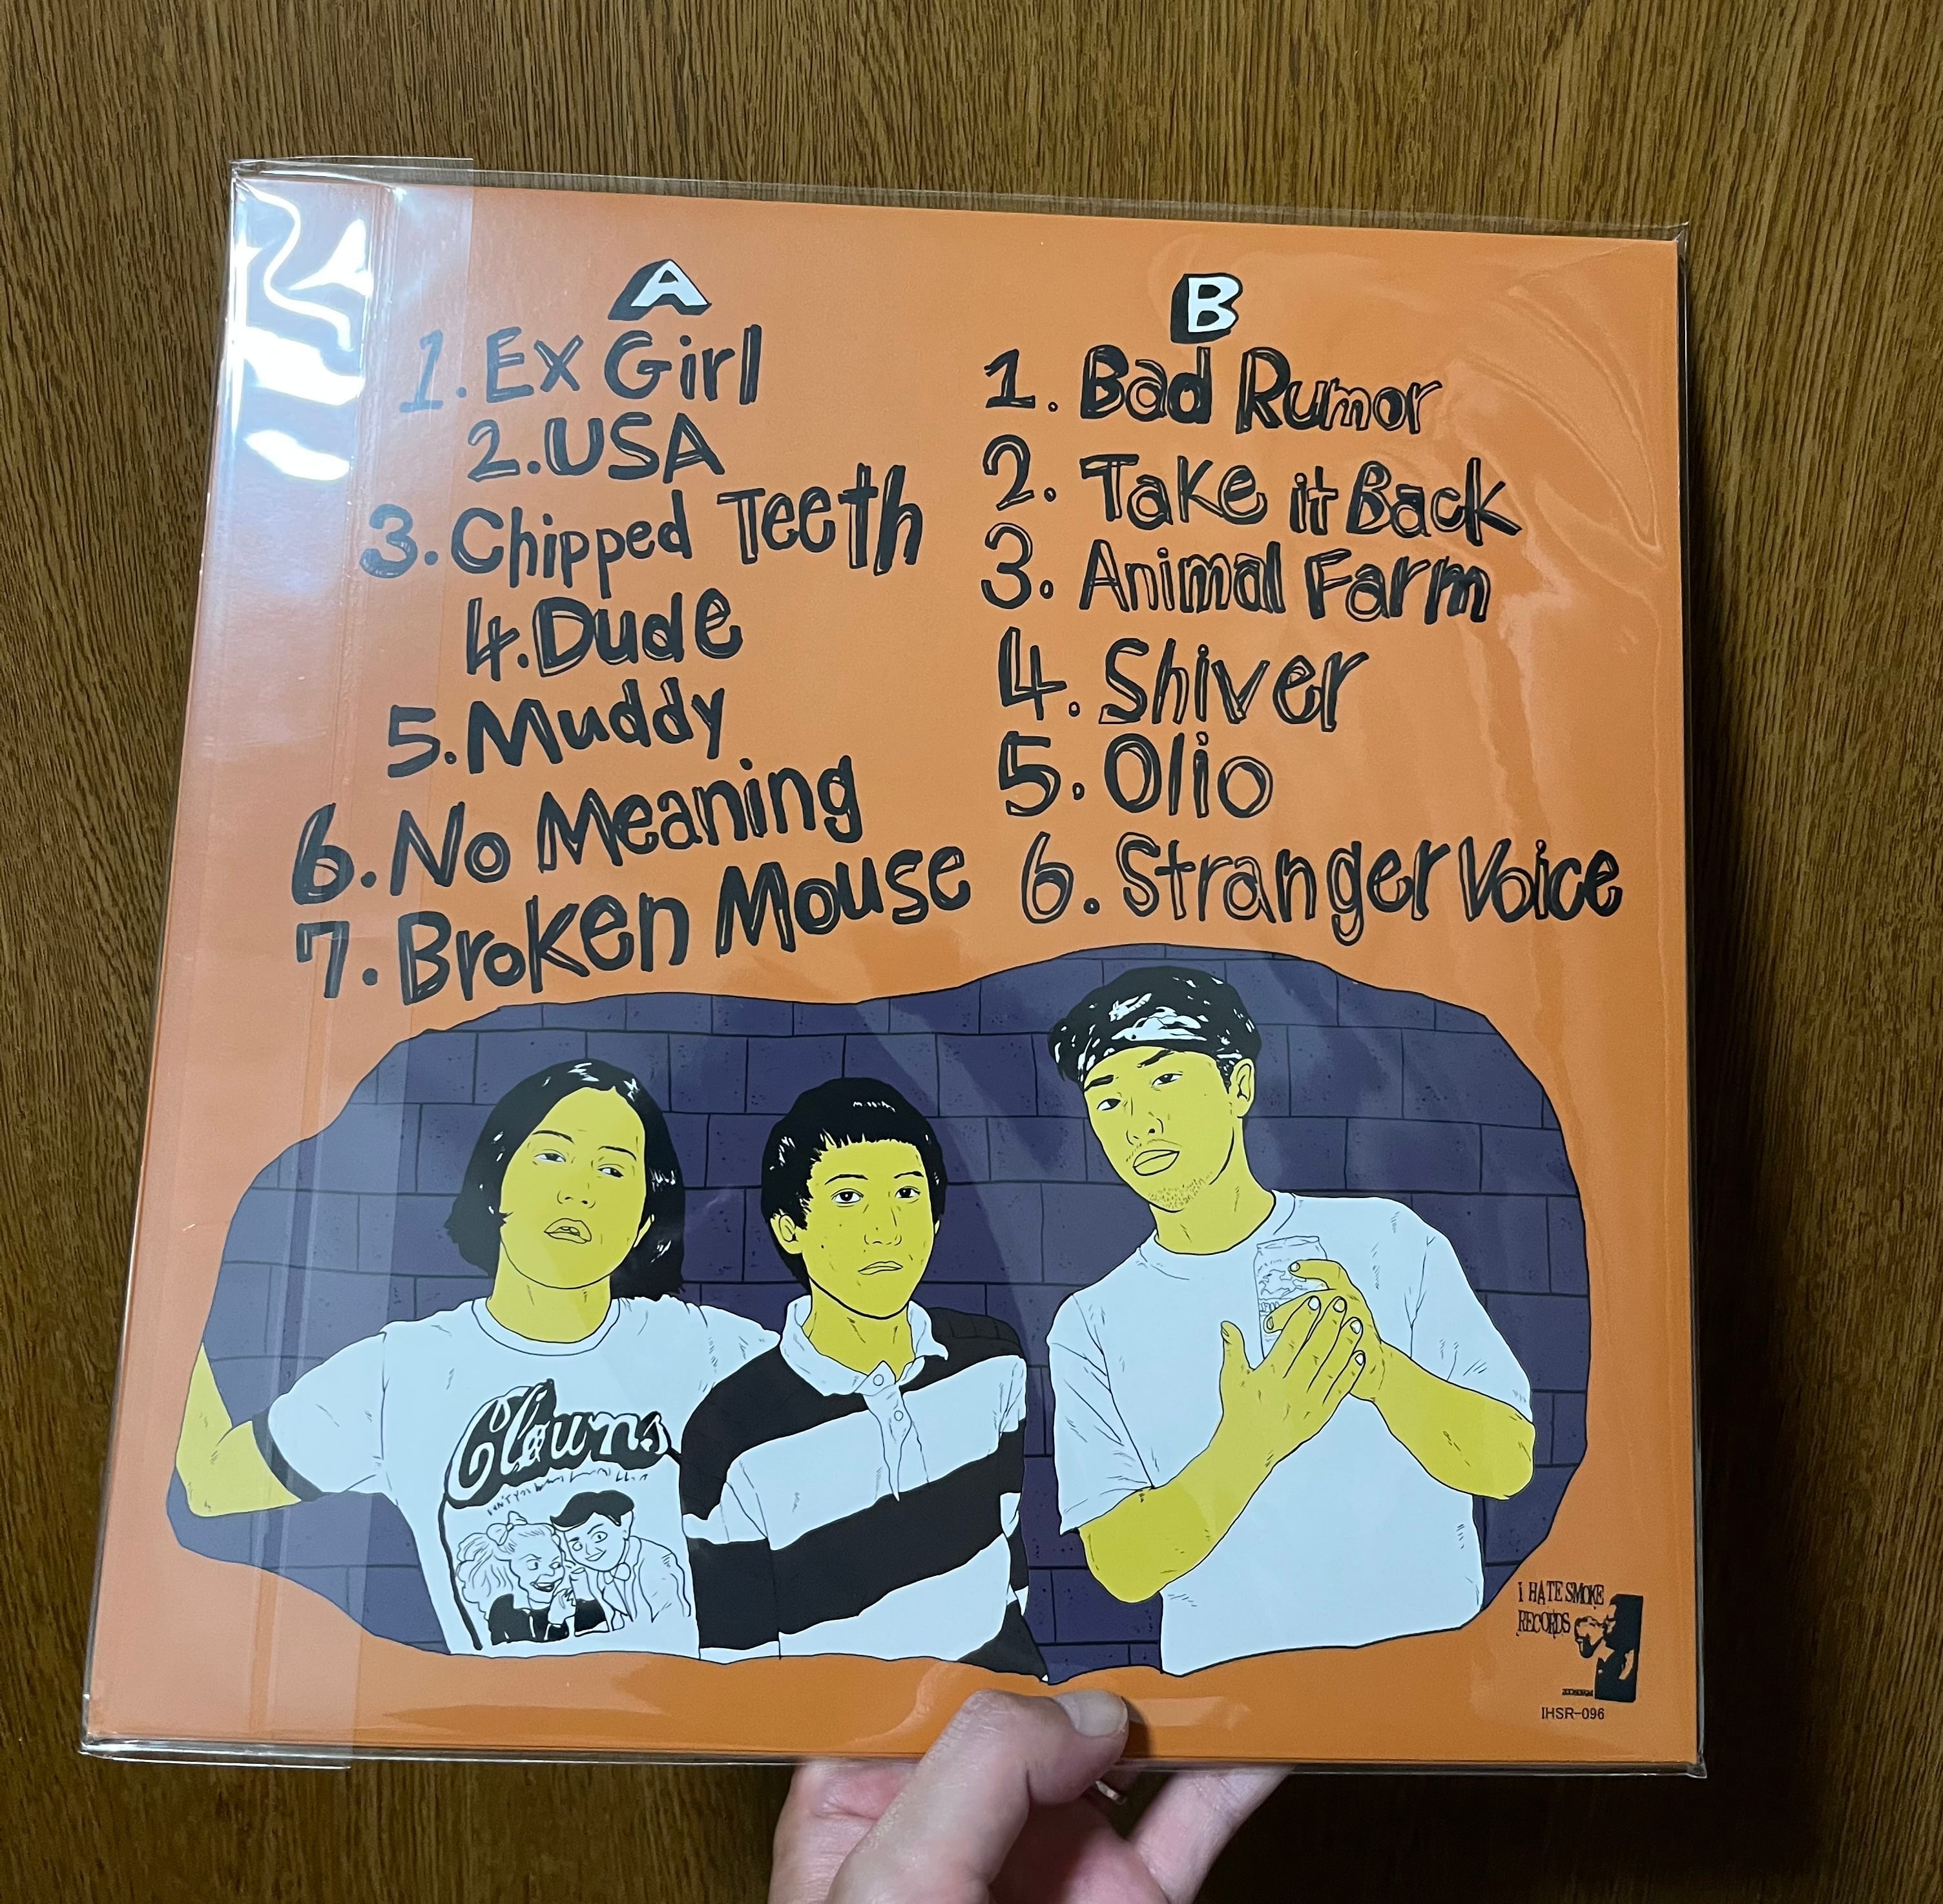 A
1. Ex Girl
2. USA
3. Chipped Teeth
4. Dude
5. Muddy
6. No Meaning
7. Broken Mouse
B
1. Bad Rumor
2. Take it Back
3. Animal Farm
4. Shiver
5. Olio
6. Stranger Voice
Clowns
I HATE SMOKE
RECORDS
IHSR-096